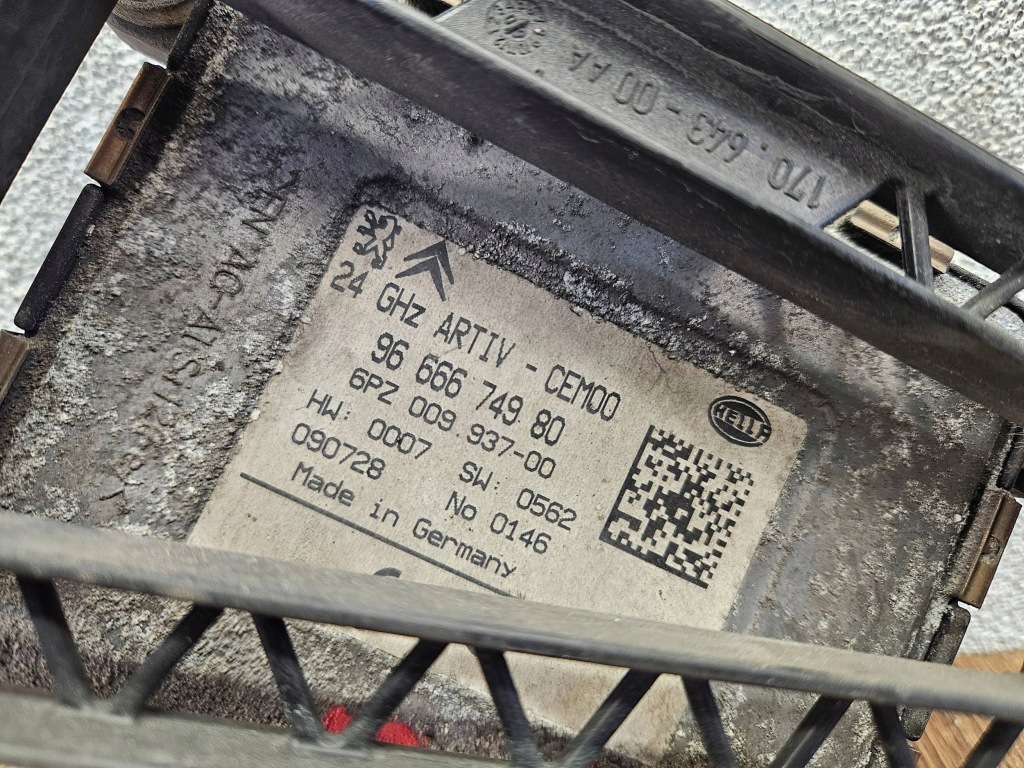 170.643-00 AA
24 GHz ARTIV - CEM00
96 666 749 80
6PZ 009.937-00
HW: 0007 SW: 0562
090728 No 0146
Made in Germany
HELLA